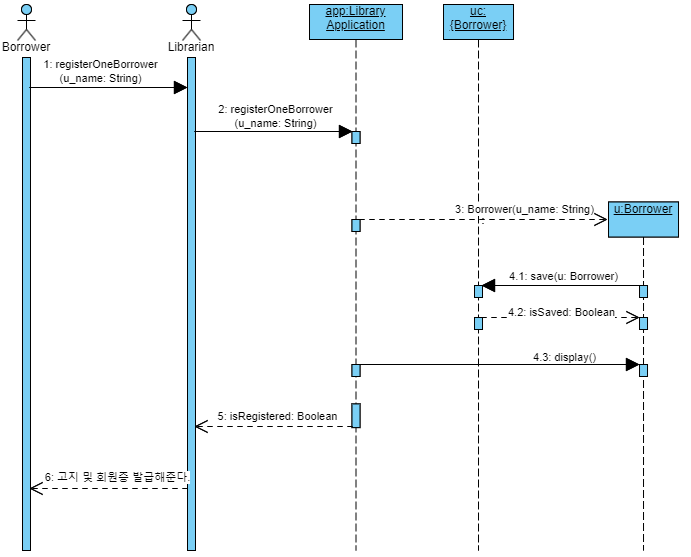 Borrower
Librarian
app:Library
Application
uc:
{Borrower}
1: registerOneBorrower
(u_name: String)
2: registerOneBorrower
(u_name: String)
3: Borrower(u_name: String)
u:Borrower
4.1: save(u: Borrower)
4.2: isSaved: Boolean
4.3: display()
5: isRegistered: Boolean
6: 고지 및 회원증 발급해준다.